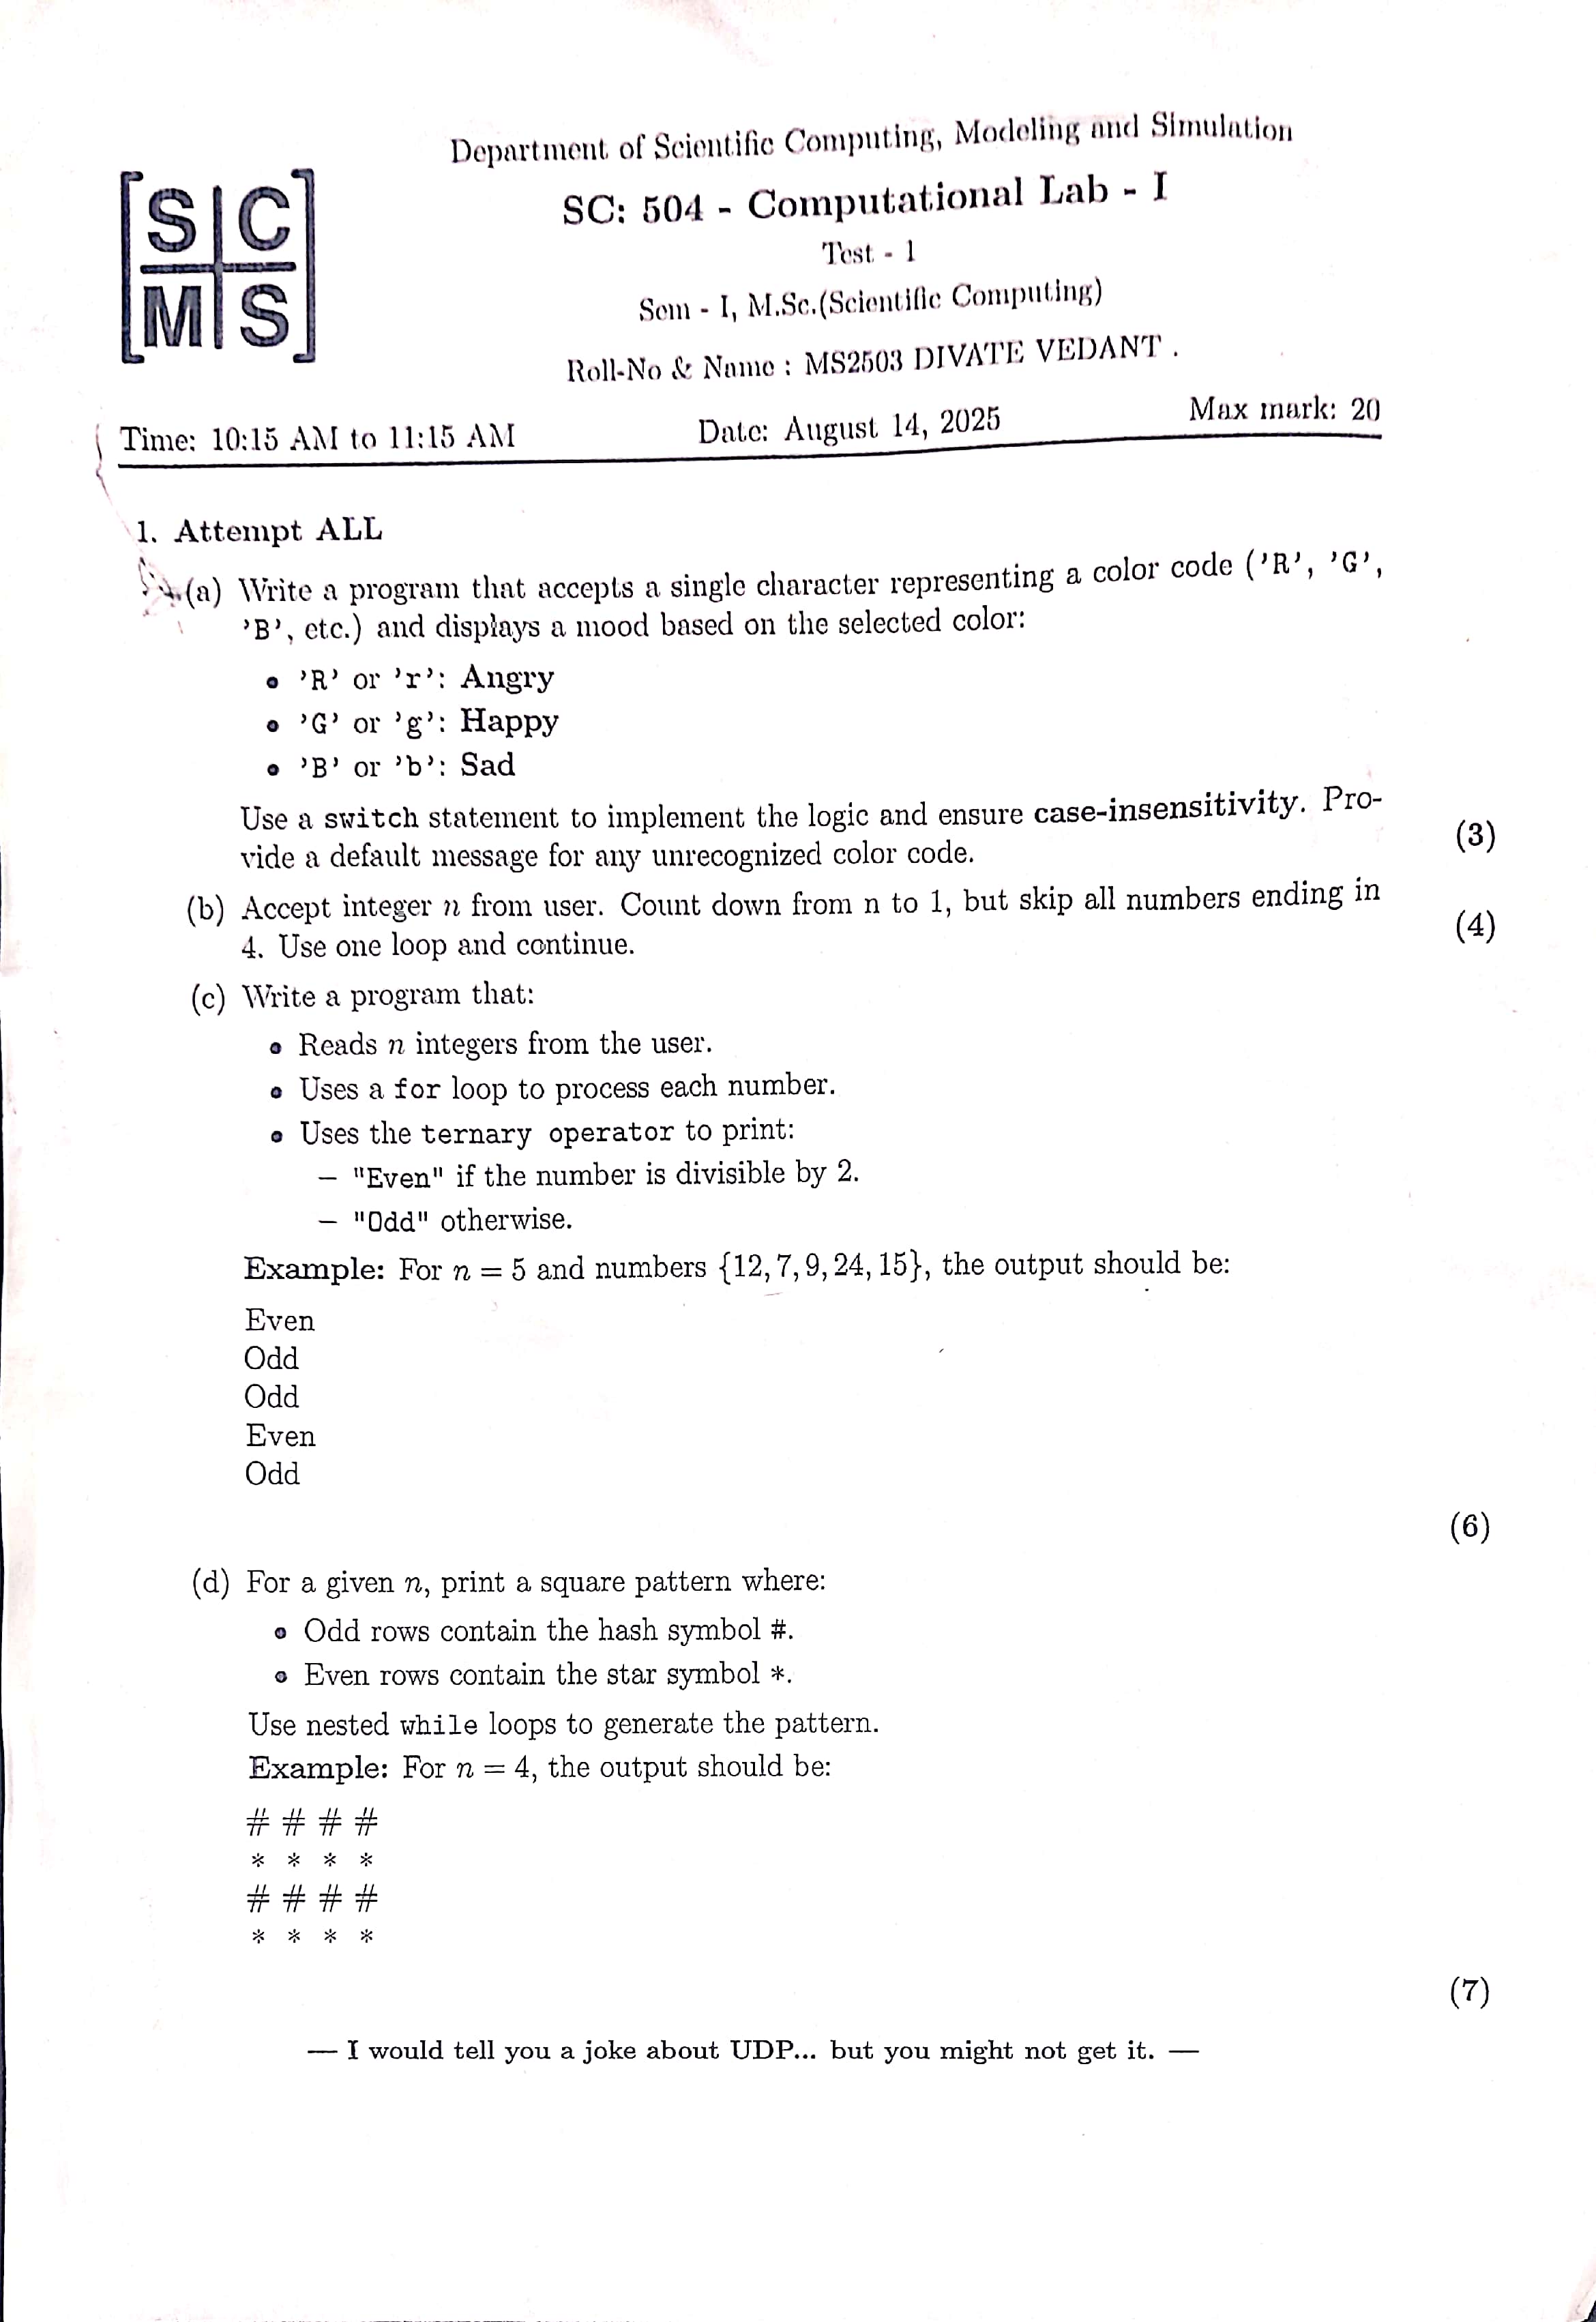 S C
M S
Department of Scientific Computing, Modeling and Simulation
SC: 504 - Computational Lab - I
Test - 1
Sem - I, M.Sc.(Scientific Computing)
Roll-No & Name : MS2503 DIVATE VEDANT .
Time: 10:15 AM to 11:15 AM Date: August 14, 2025 Max mark: 20
1. Attempt ALL
(a) Write a program that accepts a single character representing a color code ('R', 'G',
'B', etc.) and displays a mood based on the selected color:
• 'R' or 'r': Angry
• 'G' or 'g': Happy
• 'B' or 'b': Sad
Use a switch statement to implement the logic and ensure case-insensitivity. Pro-
vide a default message for any unrecognized color code. (3)
(b) Accept integer n from user. Count down from n to 1, but skip all numbers ending in
4. Use one loop and continue. (4)
(c) Write a program that:
• Reads n integers from the user.
• Uses a for loop to process each number.
• Uses the ternary operator to print:
– "Even" if the number is divisible by 2.
– "Odd" otherwise.
Example: For n = 5 and numbers {12, 7, 9, 24, 15}, the output should be:
Even
Odd
Odd
Even
Odd
(6)
(d) For a given n, print a square pattern where:
• Odd rows contain the hash symbol #.
• Even rows contain the star symbol *.
Use nested while loops to generate the pattern.
Example: For n = 4, the output should be:
# # # #
* * * *
# # # #
* * * *
(7)
— I would tell you a joke about UDP... but you might not get it. —